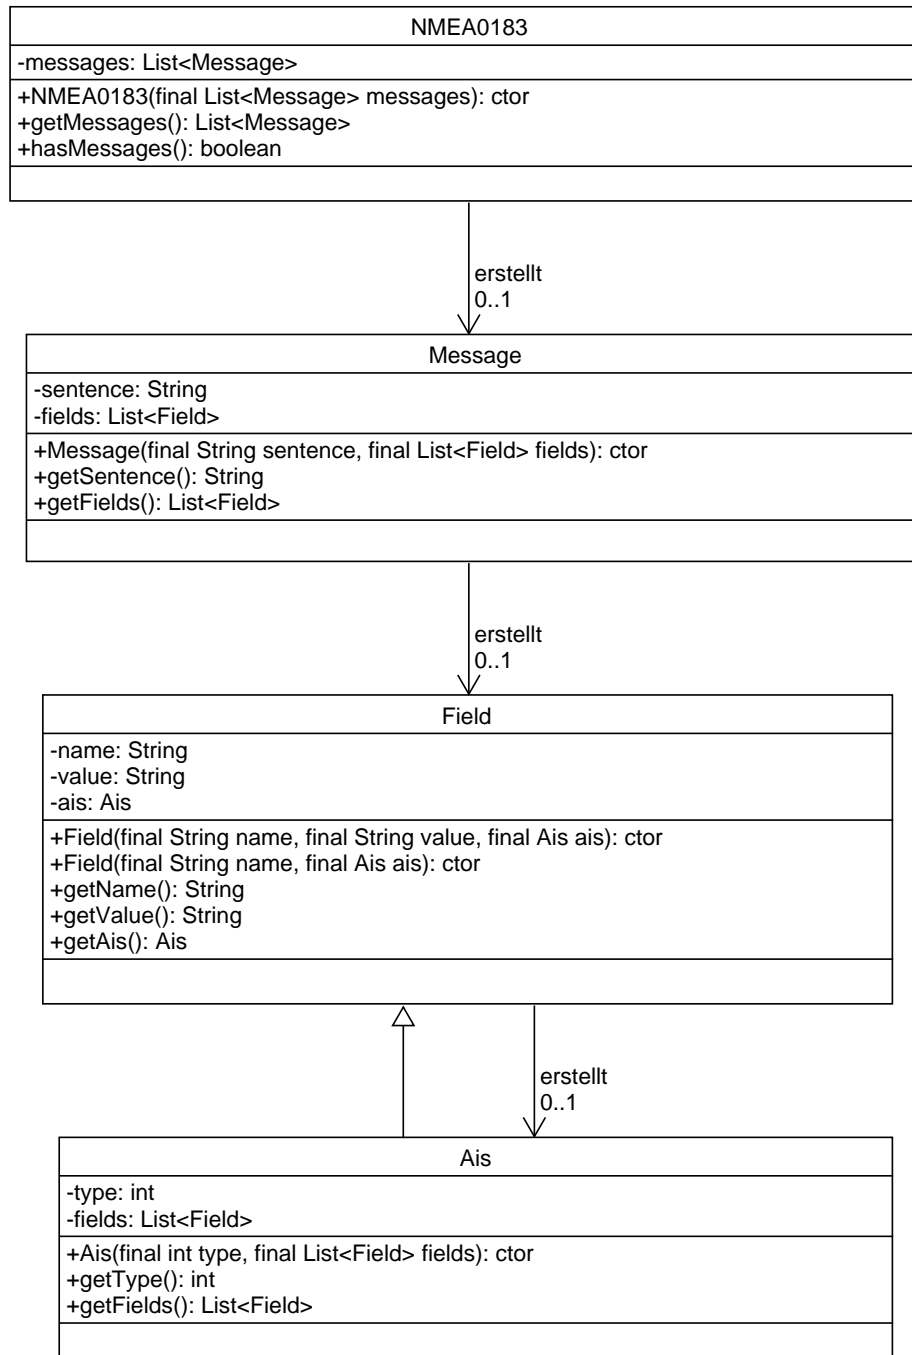 NMEA0183
-messages: List<Message>
+NMEA0183(final List<Message> messages): ctor
+getMessages(): List<Message>
+hasMessages(): boolean
erstellt
0..1
Message
-sentence: String
-fields: List<Field>
+Message(final String sentence, final List<Field> fields): ctor
+getSentence(): String
+getFields(): List<Field>
erstellt
0..1
Field
-name: String
-value: String
-ais: Ais
+Field(final String name, final String value, final Ais ais): ctor
+Field(final String name, final Ais ais): ctor
+getName(): String
+getValue(): String
+getAis(): Ais
erstellt
0..1
Ais
-type: int
-fields: List<Field>
+Ais(final int type, final List<Field> fields): ctor
+getType(): int
+getFields(): List<Field>